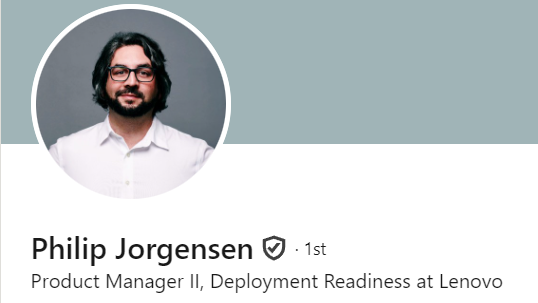 Philip Jorgensen · 1st
Product Manager II, Deployment Readiness at Lenovo